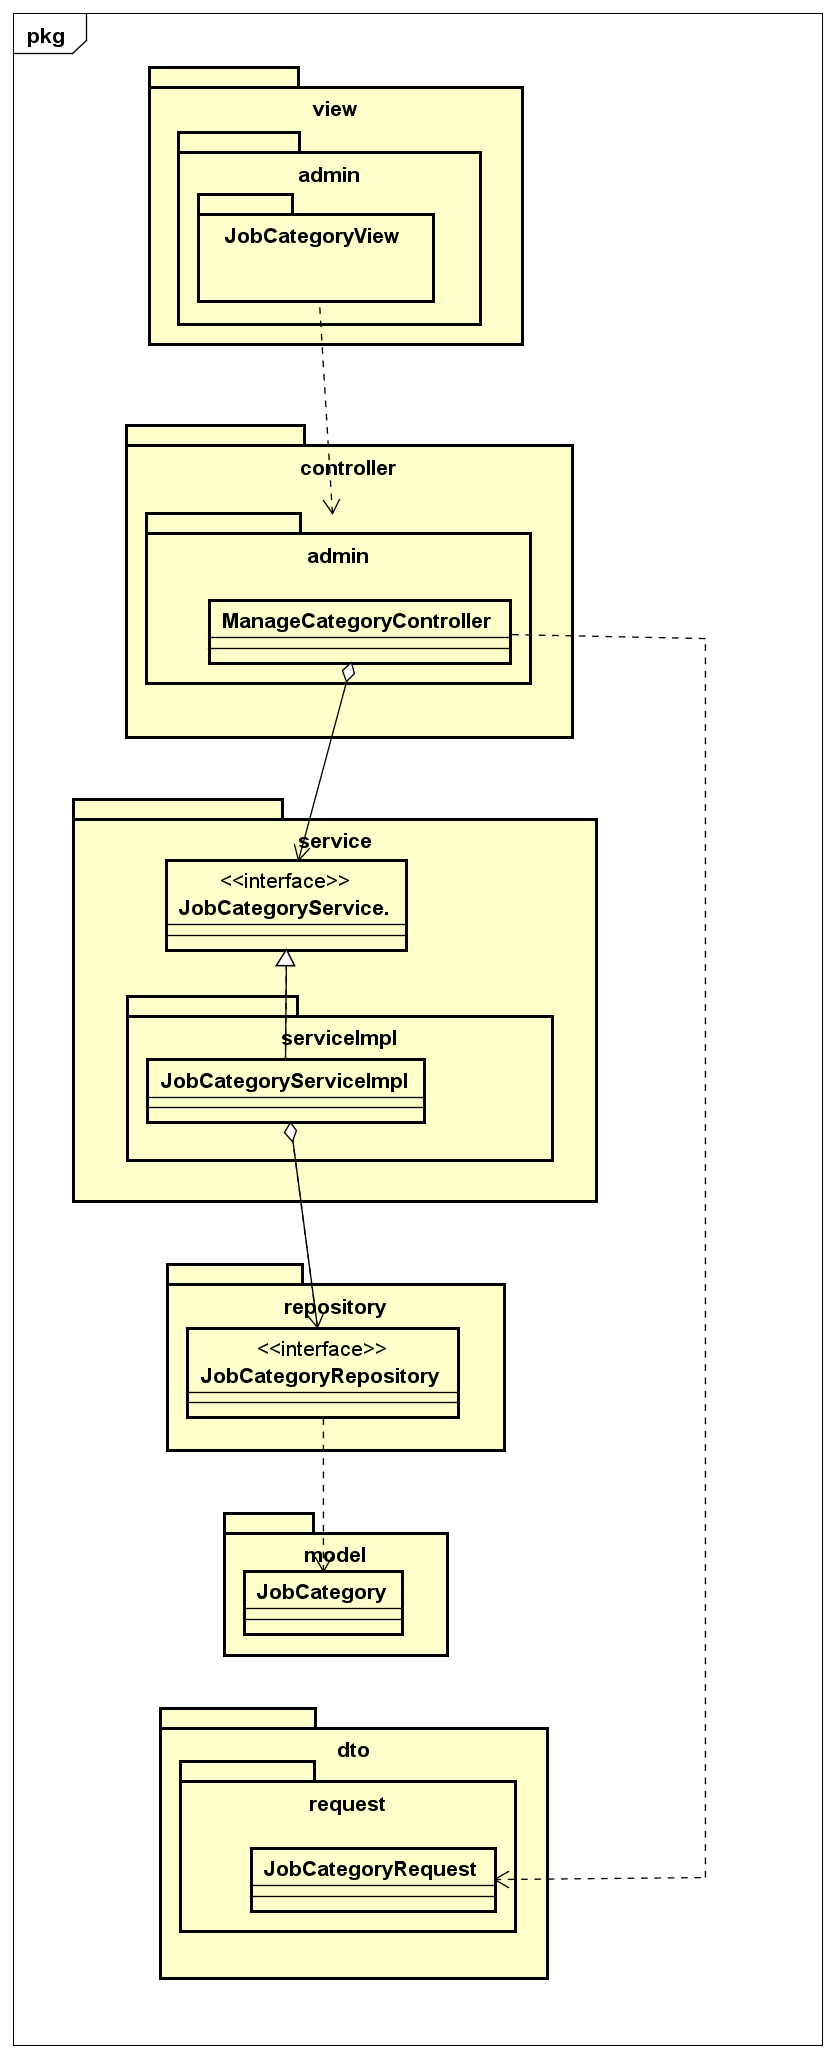 pkg
view
admin
JobCategoryView
controller
admin
ManageCategoryController
service
<<interface>>
JobCategoryService.
serviceImpl
JobCategoryServiceImpl
repository
<<interface>>
JobCategoryRepository
model
JobCategory
dto
request
JobCategoryRequest